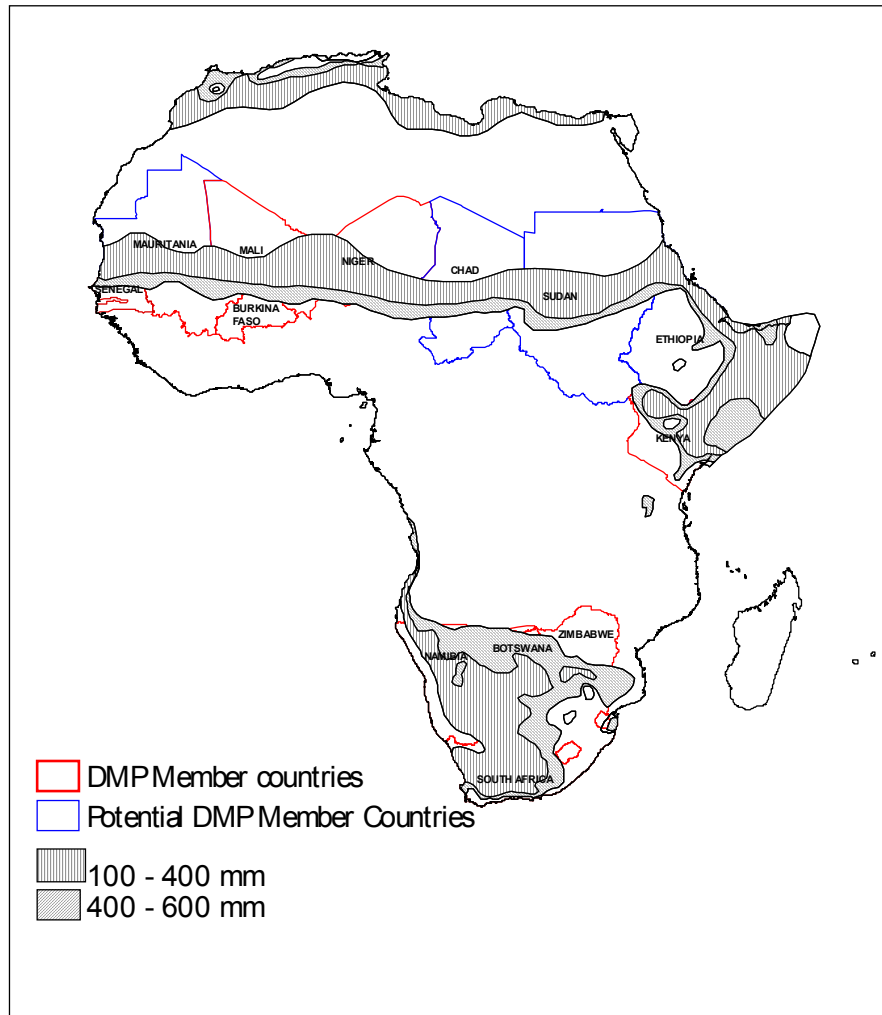 MAURITANIA
MALI
NIGER
CHAD
SUDAN
SENEGAL
BURKINA
FASO
ETHIOPIA
KENYA
ZIMBABWE
BOTSWANA
NAMIBIA
SOUTH AFRICA
DMP Member countries
Potential DMP Member Countries
100 - 400 mm
400 - 600 mm